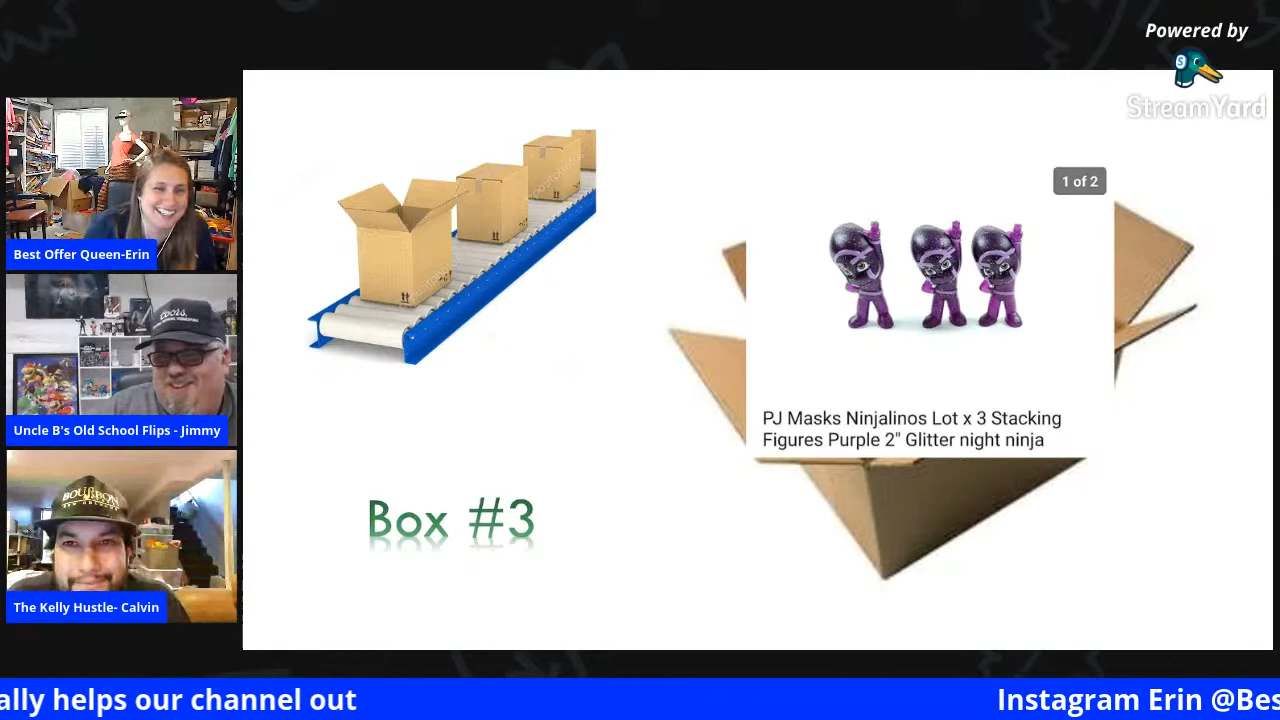 Powered by
StreamYard
Best Offer Queen-Erin
Coors
Uncle B's Old School Flips - Jimmy
BOURBON
The Kelly Hustle- Calvin
1 of 2
PJ Masks Ninjalinos Lot x 3 Stacking
Figures Purple 2" Glitter night ninja
Box #3
ally helps our channel out
Instagram Erin @Bes